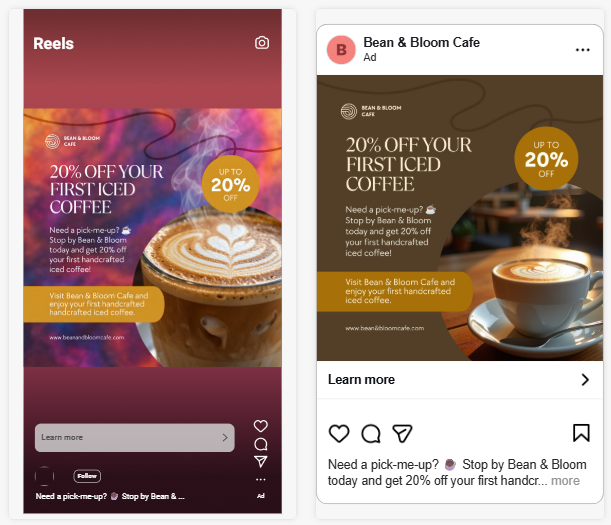 Reels
BEAN & BLOOM
CAFE
20% OFF YOUR
FIRST ICED
COFFEE
UP TO
20%
OFF
Need a pick-me-up? ☕
Stop by Bean & Bloom
today and get 20% off
your first handcrafted
iced coffee!
Visit Bean & Bloom Cafe and
enjoy your first handcrafted
handcrafted iced coffee.
www.beanandbloomcafe.com
Learn more
Follow
Need a pick-me-up? Stop by Bean & ...
Ad
B
Bean & Bloom Cafe
Ad
BEAN & BLOOM
CAFE
20% OFF YOUR
FIRST ICED
COFFEE
UP TO
20%
OFF
Need a pick-me-up? ☕
Stop by Bean & Bloom
today and get 20% off
your first handcrafted
iced coffee!
Visit Bean & Bloom Cafe and
enjoy your first handcrafted
iced coffee.
www.bean&bloomcafe.com
Learn more
Need a pick-me-up? Stop by Bean & Bloom
today and get 20% off your first handcr... more